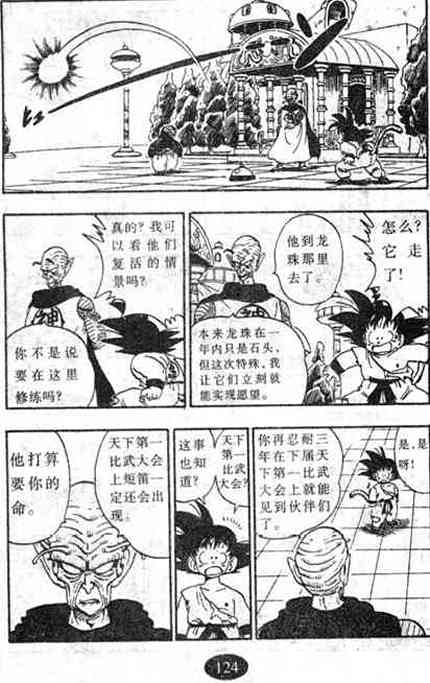 怎么?
它走
了!
他到龙
珠那里
去了。
本来龙珠在一
年内只是石头,
但这次特殊,我
让它们立刻就
能实现愿望。
真的?我可
以看他们
复活的情
景吗?
你不是说
要在这里
修练吗?
是,是
呀!
三天
耐属比武
忍下一就能
再年在天上伙伴
你下大会见到们
了。
天下第一
比武大会?
这事
也知
道?
天下第一
比武大会
上短笛一
定还会出
现。
他打算
要你的
命。
124